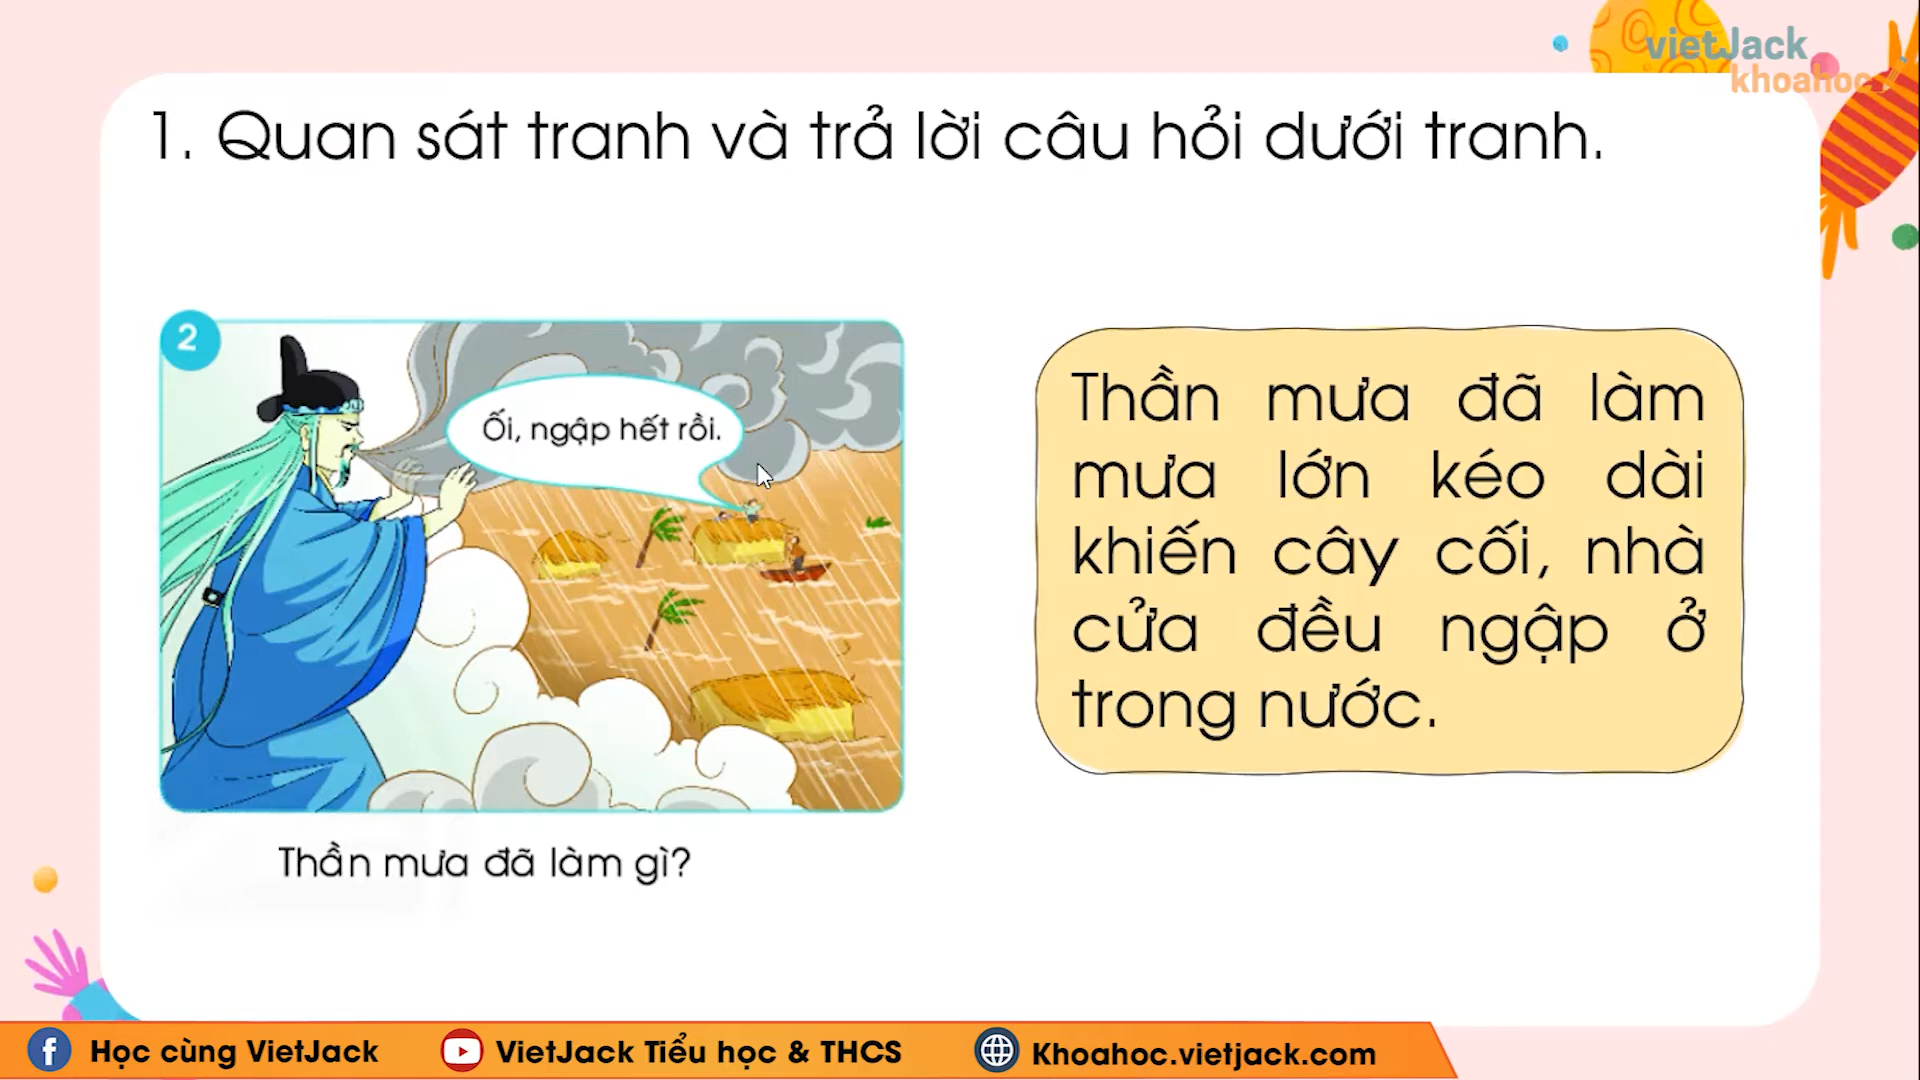 vietJack
khoahoc
1. Quan sát tranh và trả lời câu hỏi dưới tranh.
2
Ối, ngập hết rồi.
Thần mưa đã làm gì?
Thần mưa đã làm
mưa lớn kéo dài
khiến cây cối, nhà
cửa đều ngập ở
trong nước.
Học cùng VietJack
VietJack Tiểu học & THCS
Khoahoc.vietjack.com